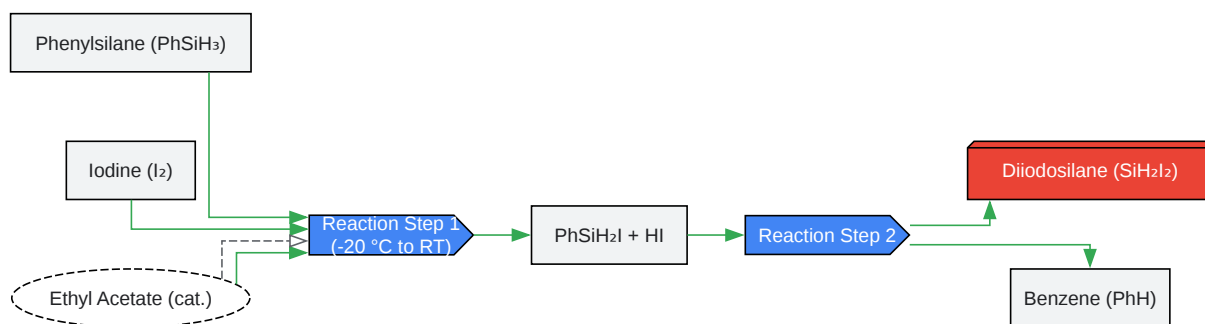 Phenylsilane (PhSiH₃)
Iodine (I₂)
Ethyl Acetate (cat.)
Reaction Step 1
(-20 °C to RT)
PhSiH₂I + HI
Reaction Step 2
Diiodosilane (SiH₂I₂)
Benzene (PhH)